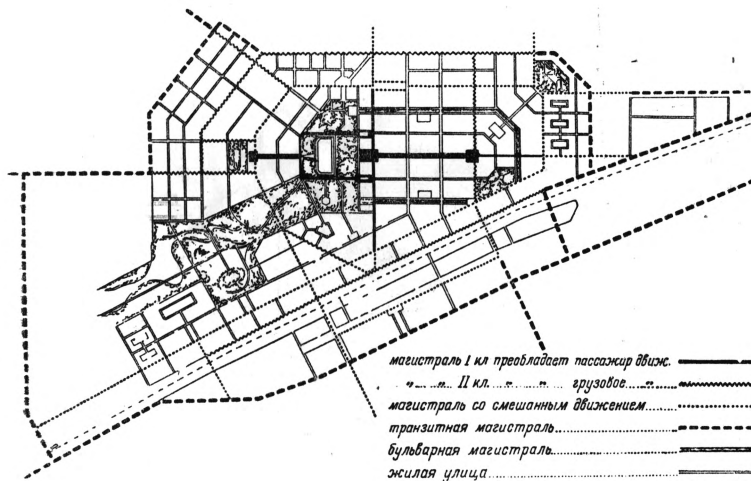 магистраль I кл преобладает пассажир движ.
„ „ II кл. „ „ грузовое „
магистраль со смешанным движением
транзитная магистраль
бульварная магистраль
жилая улица